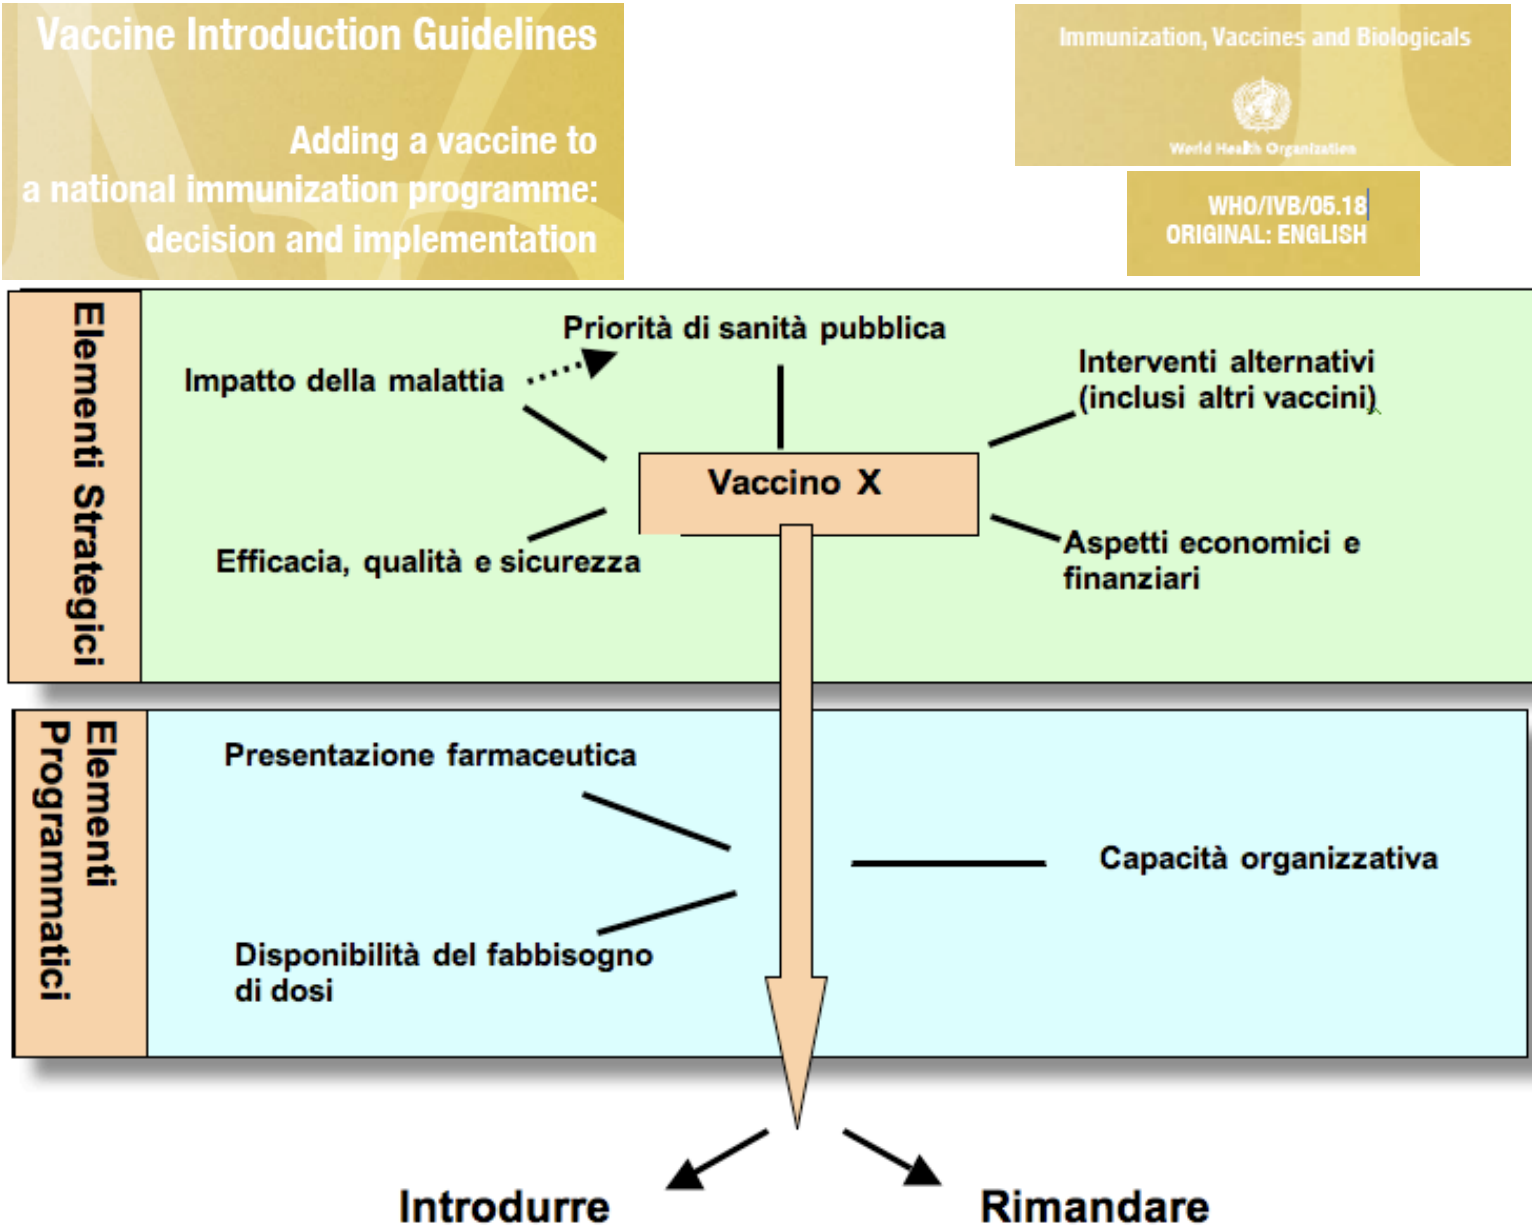 Vaccine Introduction Guidelines
Adding a vaccine to
a national immunization programme:
decision and implementation
Immunization, Vaccines and Biologicals
World Health Organization
WHO/IVB/05.18
ORIGINAL: ENGLISH
Elementi Strategici
Priorità di sanità pubblica
Impatto della malattia
Interventi alternativi
(inclusi altri vaccini)
Vaccino X
Efficacia, qualità e sicurezza
Aspetti economici e
finanziari
Elementi
Programmatici
Presentazione farmaceutica
Capacità organizzativa
Disponibilità del fabbisogno
di dosi
Introdurre
Rimandare